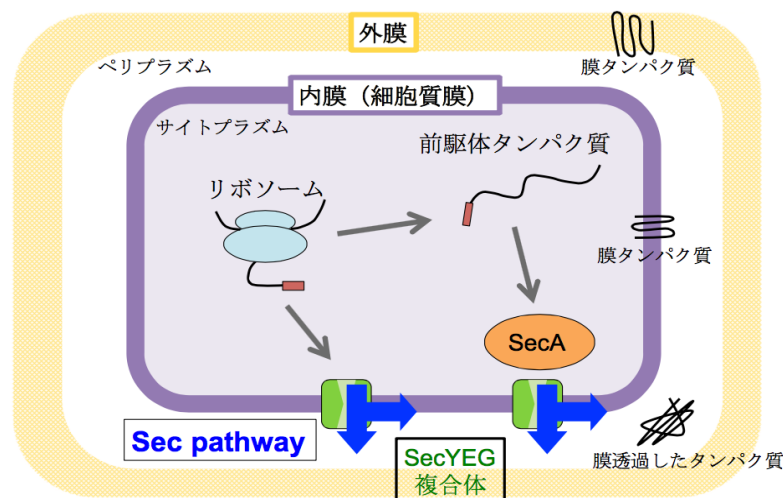 外膜
ペリプラズム
膜タンパク質
内膜（細胞質膜）
サイトプラズム
前駆体タンパク質
リボソーム
膜タンパク質
SecA
Sec pathway
SecYEG
複合体
膜透過したタンパク質